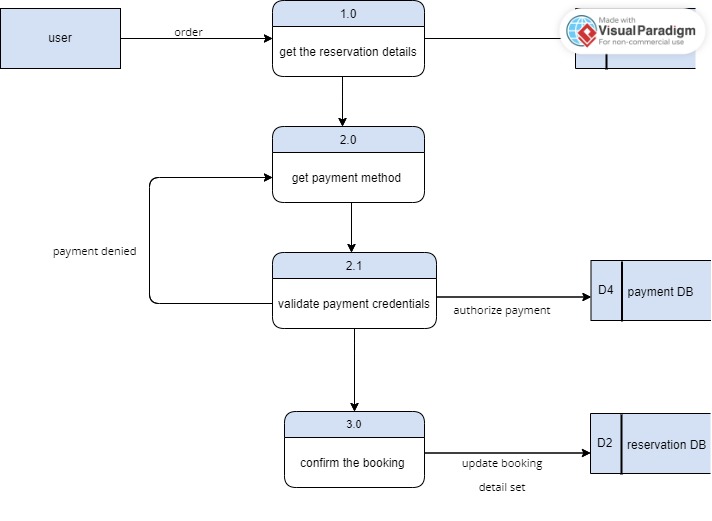 1.0
Made with
Visual Paradigm
For non-commercial use
user
order
get the reservation details
2.0
get payment method
payment denied
2.1
validate payment credentials
D4
payment DB
authorize payment
3.0
confirm the booking
D2
reservation DB
update booking
detail set